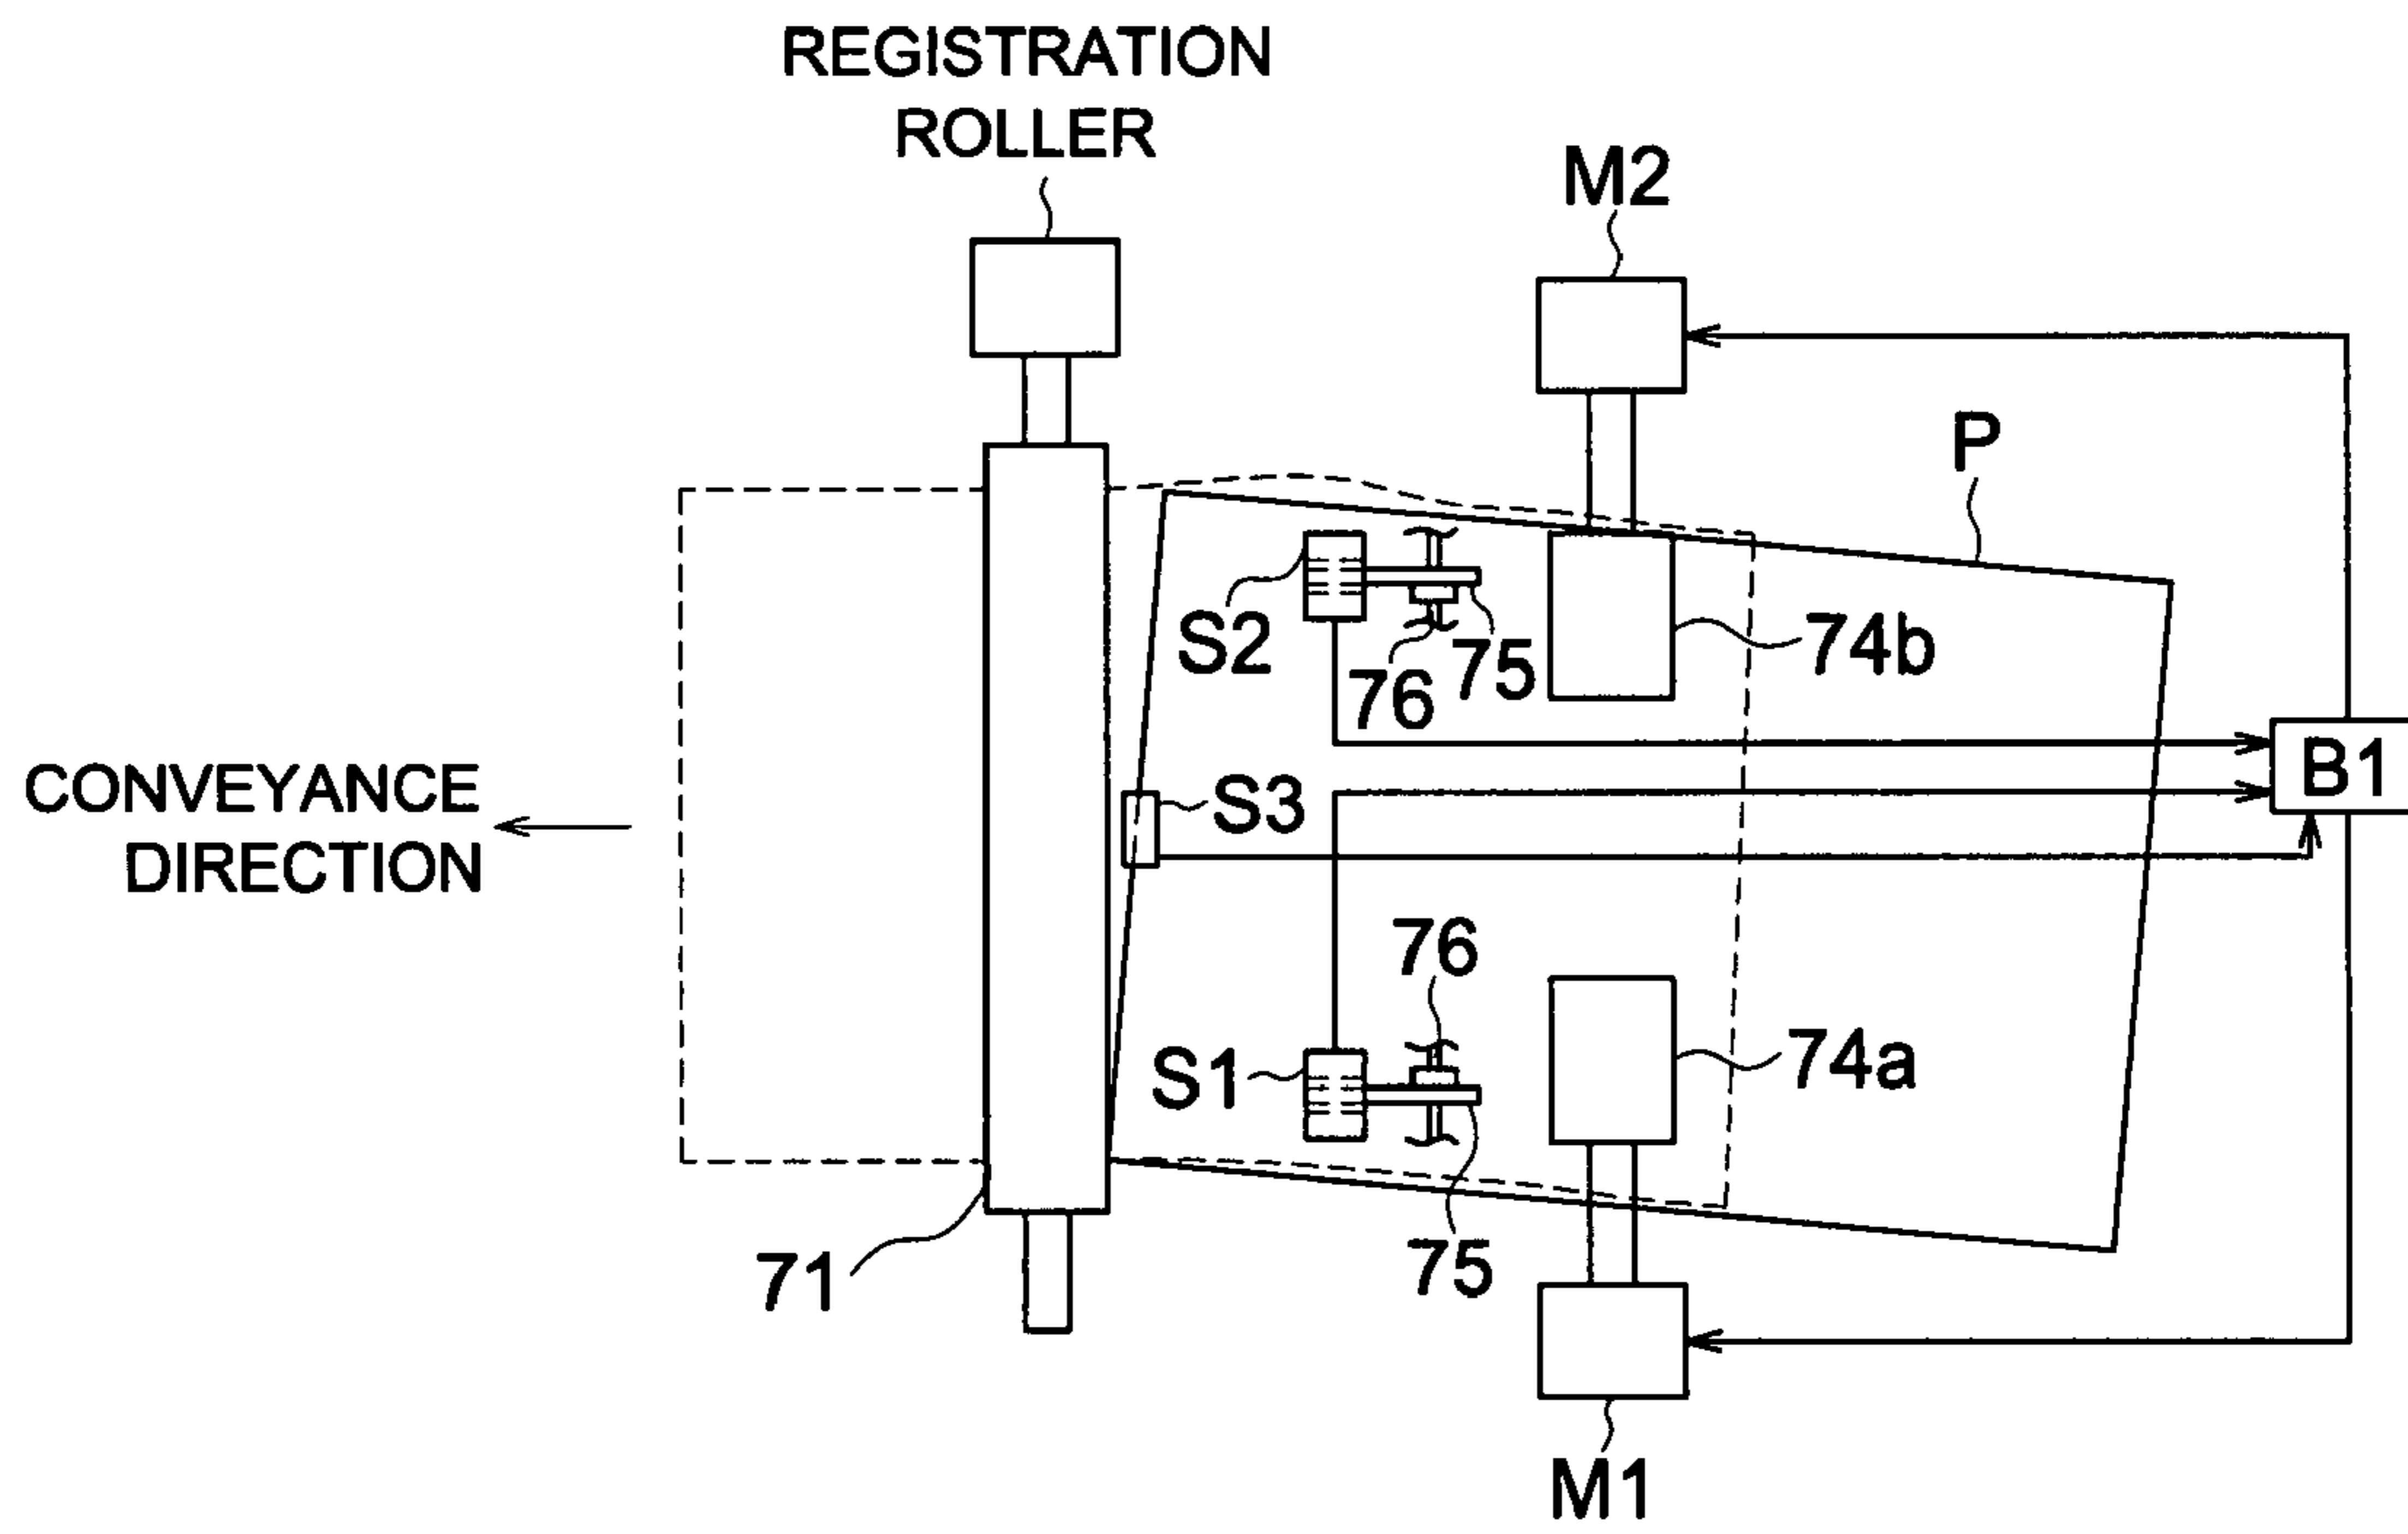 REGISTRATION
ROLLER
M2
P
S2
76
75
74b
B1
CONVEYANCE
DIRECTION
S3
76
S1
74a
75
71
M1